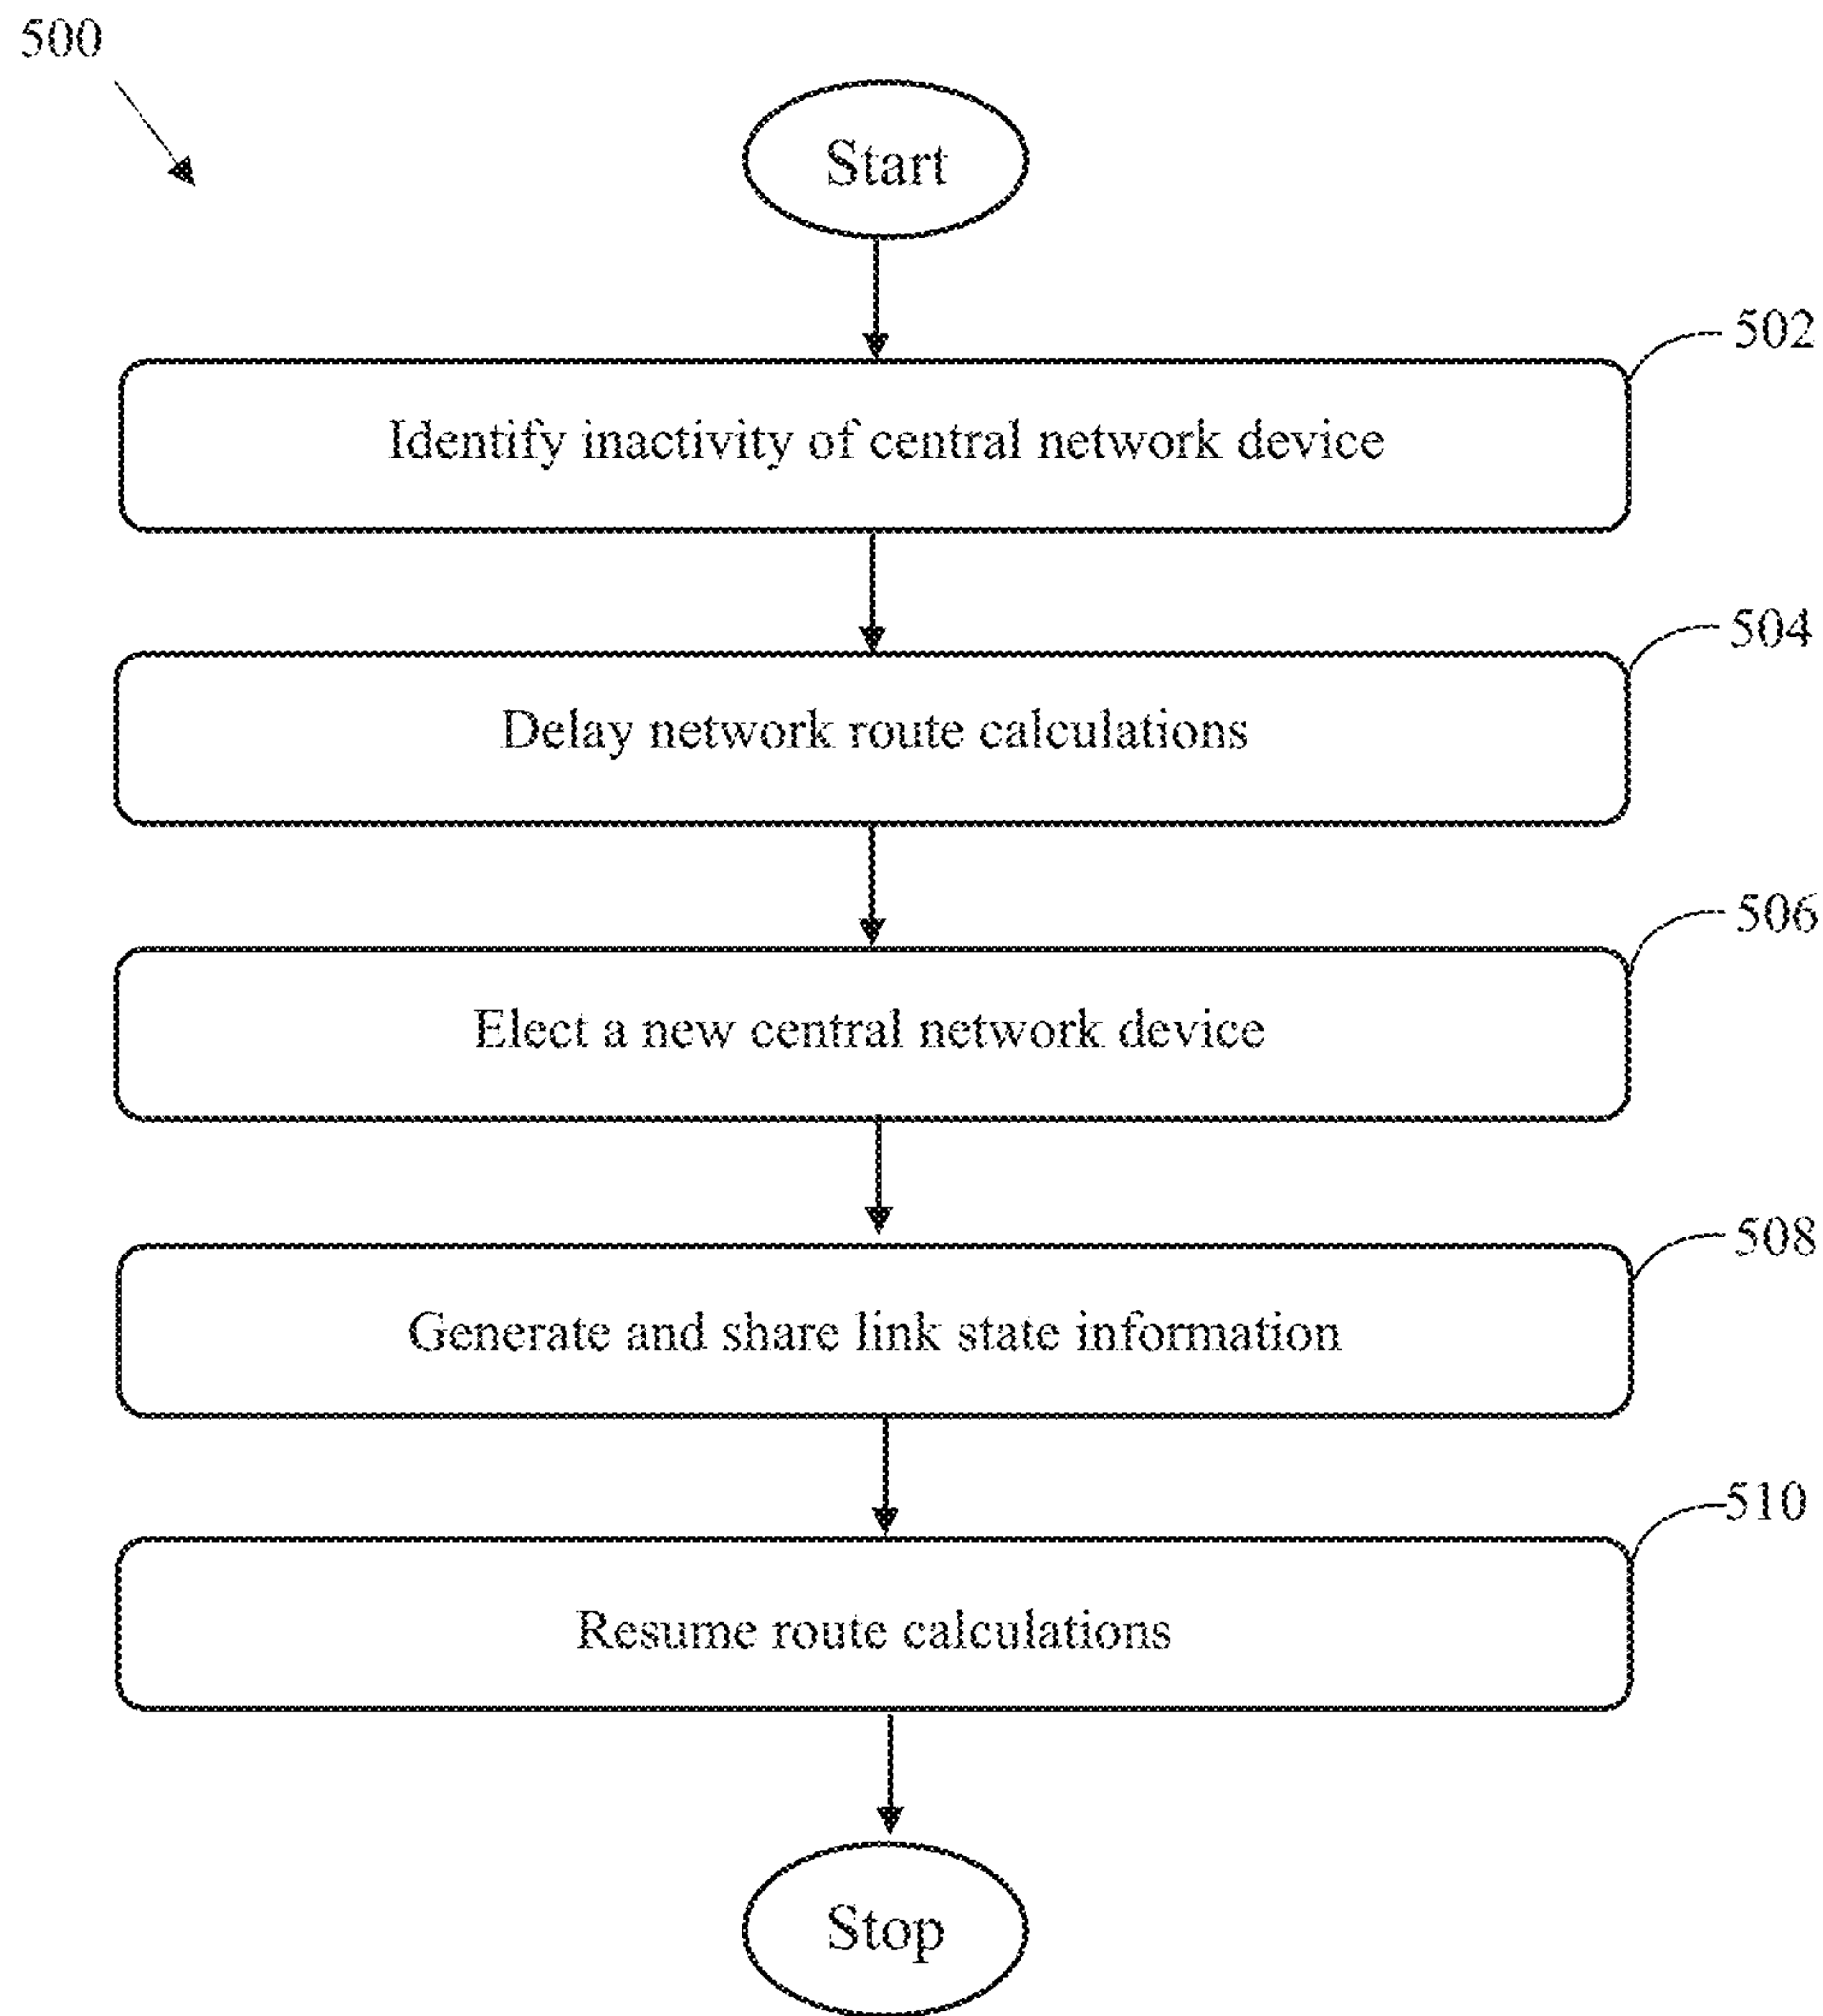 500
Start
502
Identify inactivity of central network device
504
Delay network route calculations
506
Elect a new central network device
508
Generate and share link state information
510
Resume route calculations
Stop